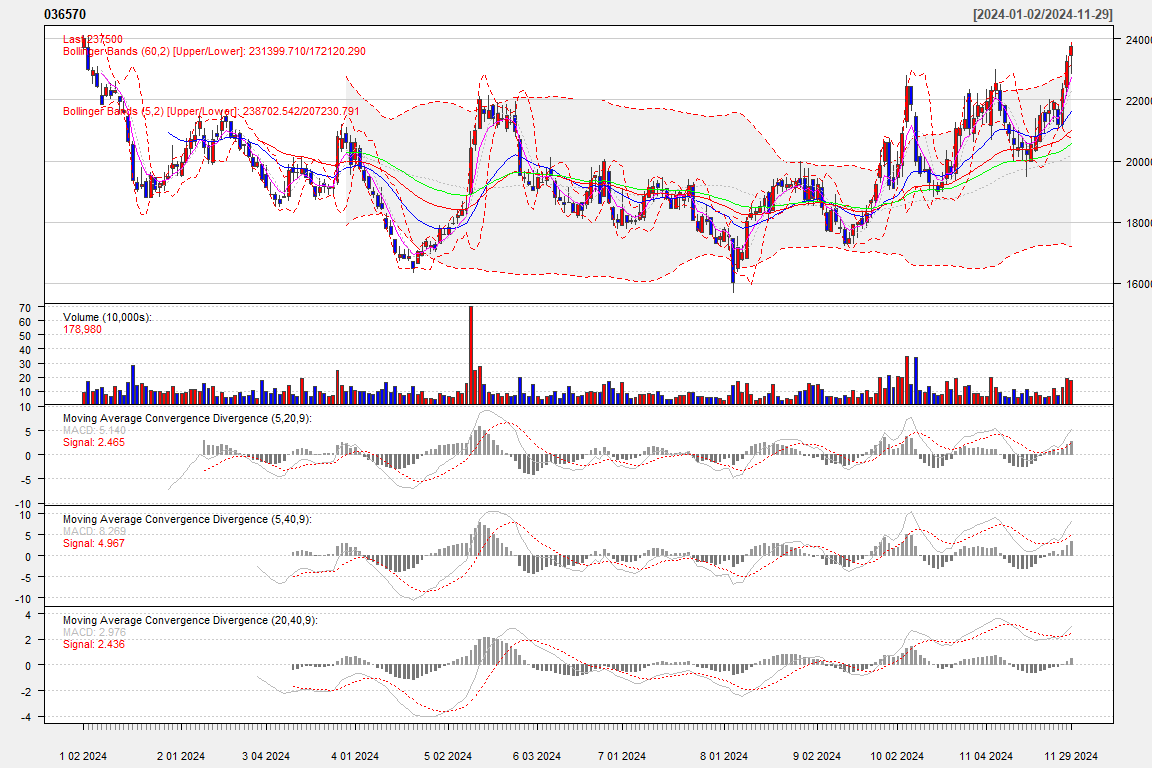 036570 [2024-01-02/2024-11-29]
Last 237500
Bollinger Bands (60,2) [Upper/Lower]: 231399.710/172120.290
Bollinger Bands (5,2) [Upper/Lower]: 238702.542/207230.791
24000
22000
20000
18000
16000
Volume (10,000s):
178,980
70
60
50
40
30
20
10
Moving Average Convergence Divergence (5,20,9):
MACD: 5.140
Signal: 2.465
10
5
0
-5
-10
Moving Average Convergence Divergence (5,40,9):
MACD: 8.269
Signal: 4.967
10
5
0
-5
-10
Moving Average Convergence Divergence (20,40,9):
MACD: 2.976
Signal: 2.436
4
2
0
-2
-4
1 02 2024 2 01 2024 3 04 2024 4 01 2024 5 02 2024 6 03 2024 7 01 2024 8 01 2024 9 02 2024 10 02 2024 11 04 2024 11 29 2024